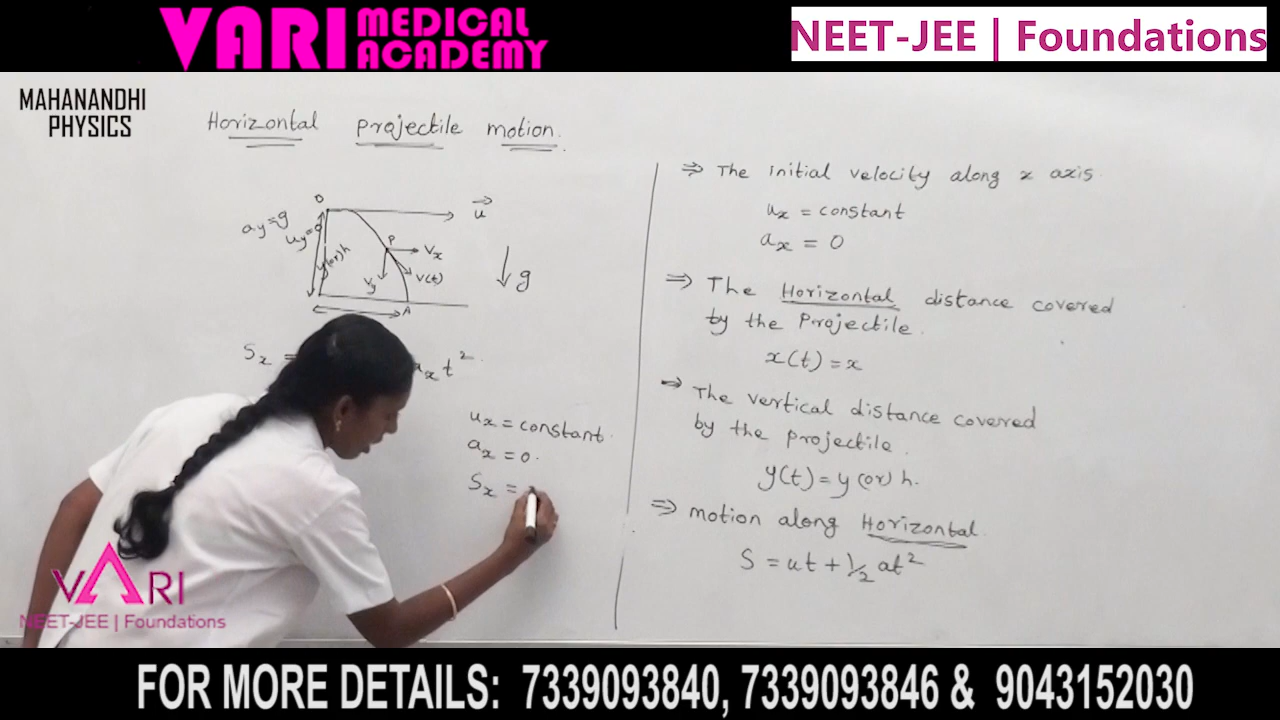 VARI MEDICAL ACADEMY
NEET-JEE | Foundations
MAHANANDHI
PHYSICS
Horizontal Projectile motion.
O
u
ay=g
uy=0
y(or)h
P
Vx
Vy
V(t)
g
A
Sx =
ax t²
ux = constant.
ax = 0.
Sx =
⇒ The initial velocity along x axis
ux = constant
ax = 0
⇒ The Horizontal distance covered
by the Projectile.
x(t) = x
⇒ The vertical distance covered
by the Projectile.
y(t) = y (or) h.
⇒ motion along Horizontal.
S = ut + 1/2 at²
VARI
NEET-JEE | Foundations
FOR MORE DETAILS: 7339093840, 7339093846 & 9043152030